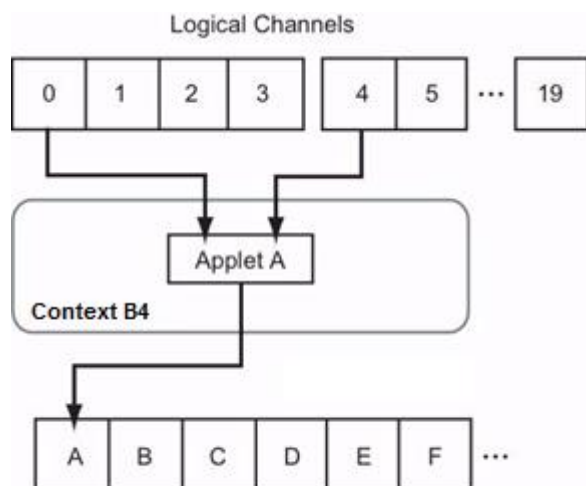 Logical Channels
0 1 2 3 4 5 ... 19
Applet A
Context B4
A B C D E F ...